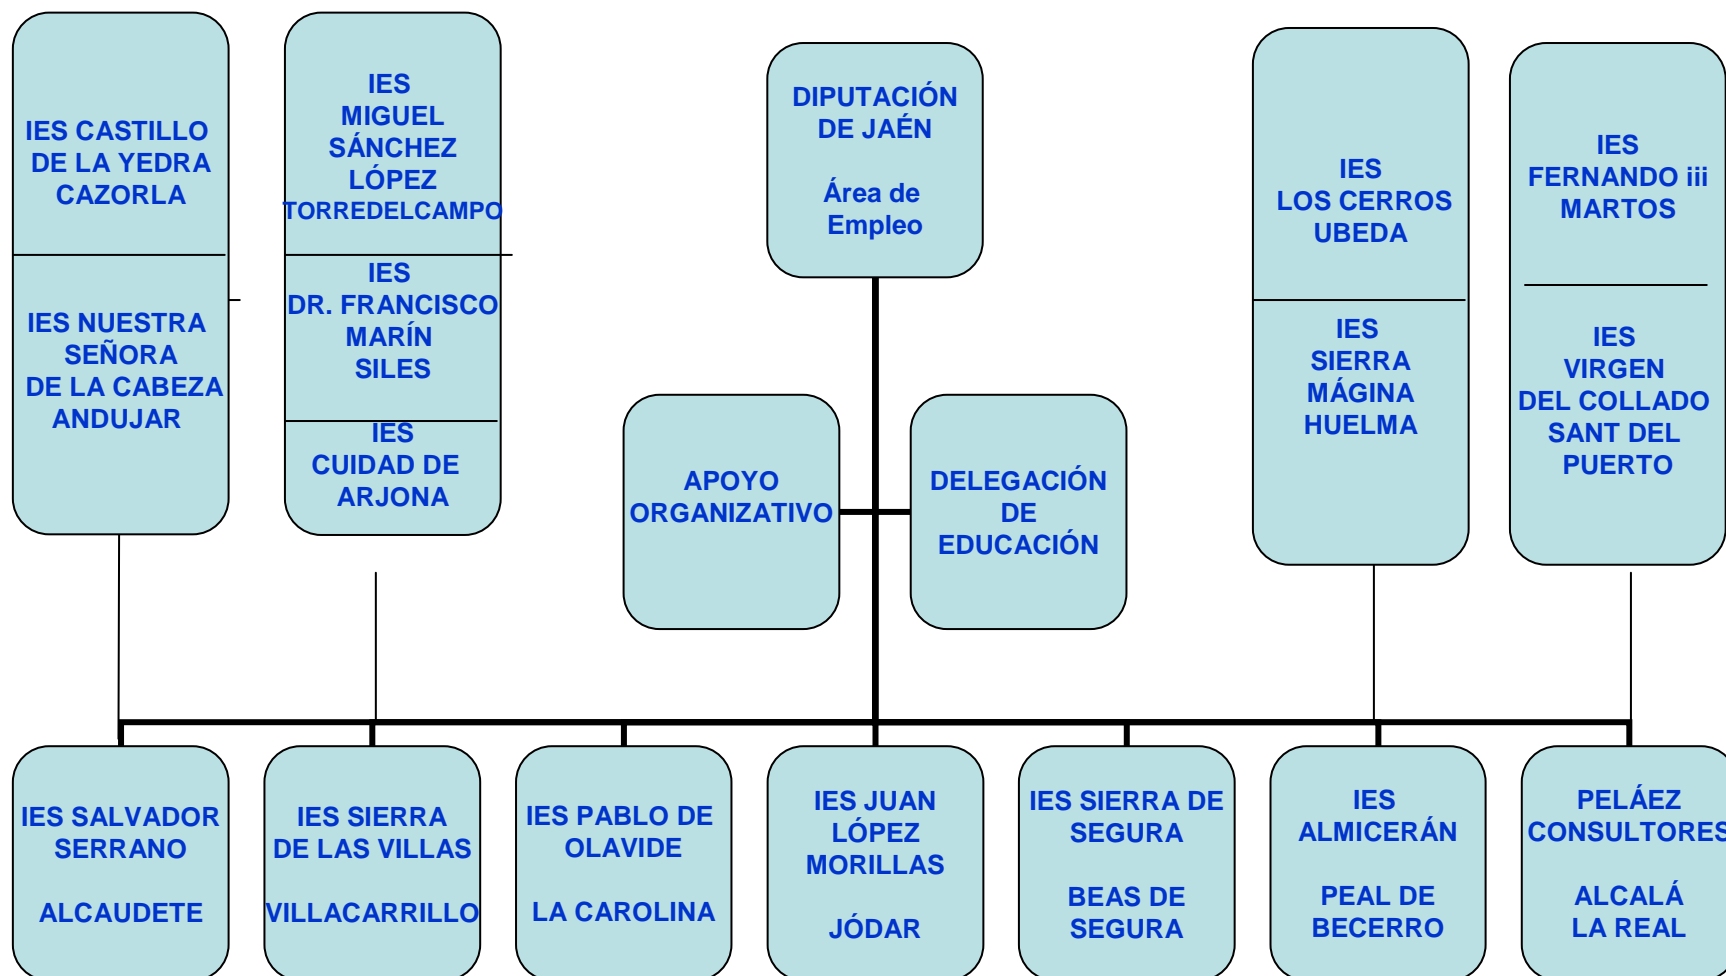 IES CASTILLO
DE LA YEDRA
CAZORLA
IES NUESTRA
SEÑORA
DE LA CABEZA
ANDUJAR
IES
MIGUEL
SÁNCHEZ
LÓPEZ
TORREDELCAMPO
IES
DR. FRANCISCO
MARÍN
SILES
IES
CUIDAD DE
ARJONA
DIPUTACIÓN
DE JAÉN
Área de
Empleo
APOYO
ORGANIZATIVO
DELEGACIÓN
DE
EDUCACIÓN
IES
LOS CERROS
UBEDA
IES
SIERRA
MÁGINA
HUELMA
IES
FERNANDO iii
MARTOS
IES
VIRGEN
DEL COLLADO
SANT DEL
PUERTO
IES SALVADOR
SERRANO
ALCAUDETE
IES SIERRA
DE LAS VILLAS
VILLACARRILLO
IES PABLO DE
OLAVIDE
LA CAROLINA
IES JUAN
LÓPEZ
MORILLAS
JÓDAR
IES SIERRA DE
SEGURA
BEAS DE
SEGURA
IES
ALMICERÁN
PEAL DE
BECERRO
PELÁEZ
CONSULTORES
ALCALÁ
LA REAL